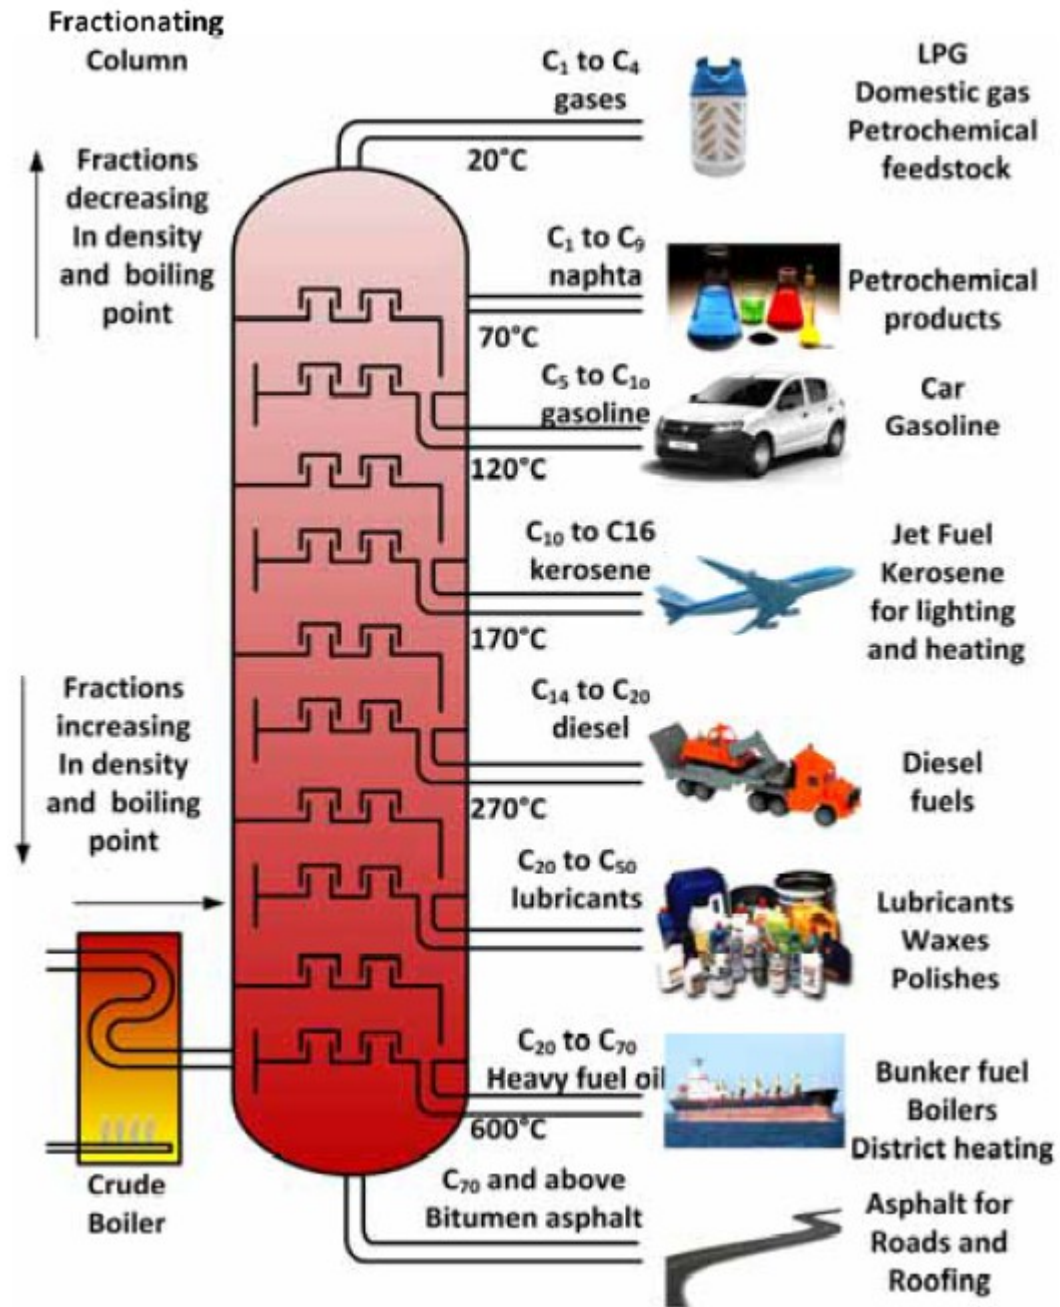 Fractionating
Column
C₁ to C₄
gases
20°C
LPG
Domestic gas
Petrochemical
feedstock
Fractions
decreasing
In density
and boiling
point
C₁ to C₉
naphta
70°C
Petrochemical
products
C₅ to C₁₀
gasoline
120°C
Car
Gasoline
C₁₀ to C16
kerosene
170°C
Jet Fuel
Kerosene
for lighting
and heating
Fractions
increasing
In density
and boiling
point
C₁₄ to C₂₀
diesel
270°C
Diesel
fuels
C₂₀ to C₅₀
lubricants
Lubricants
Waxes
Polishes
C₂₀ to C₇₀
Heavy fuel oil
600°C
Bunker fuel
Boilers
District heating
Crude
Boiler
C₇₀ and above
Bitumen asphalt
Asphalt for
Roads and
Roofing